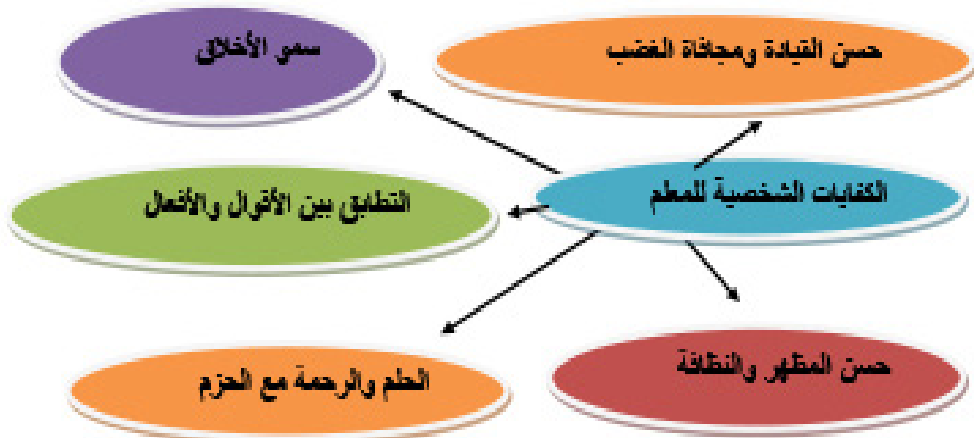 حسن القيادة ومجافاة الغضب
سمو الأخلاق
الكفايات الشخصية للمعلم
التطابق بين الأقوال والأفعال
حسن المظهر والنظافة
الحلم والرحمة مع الحزم